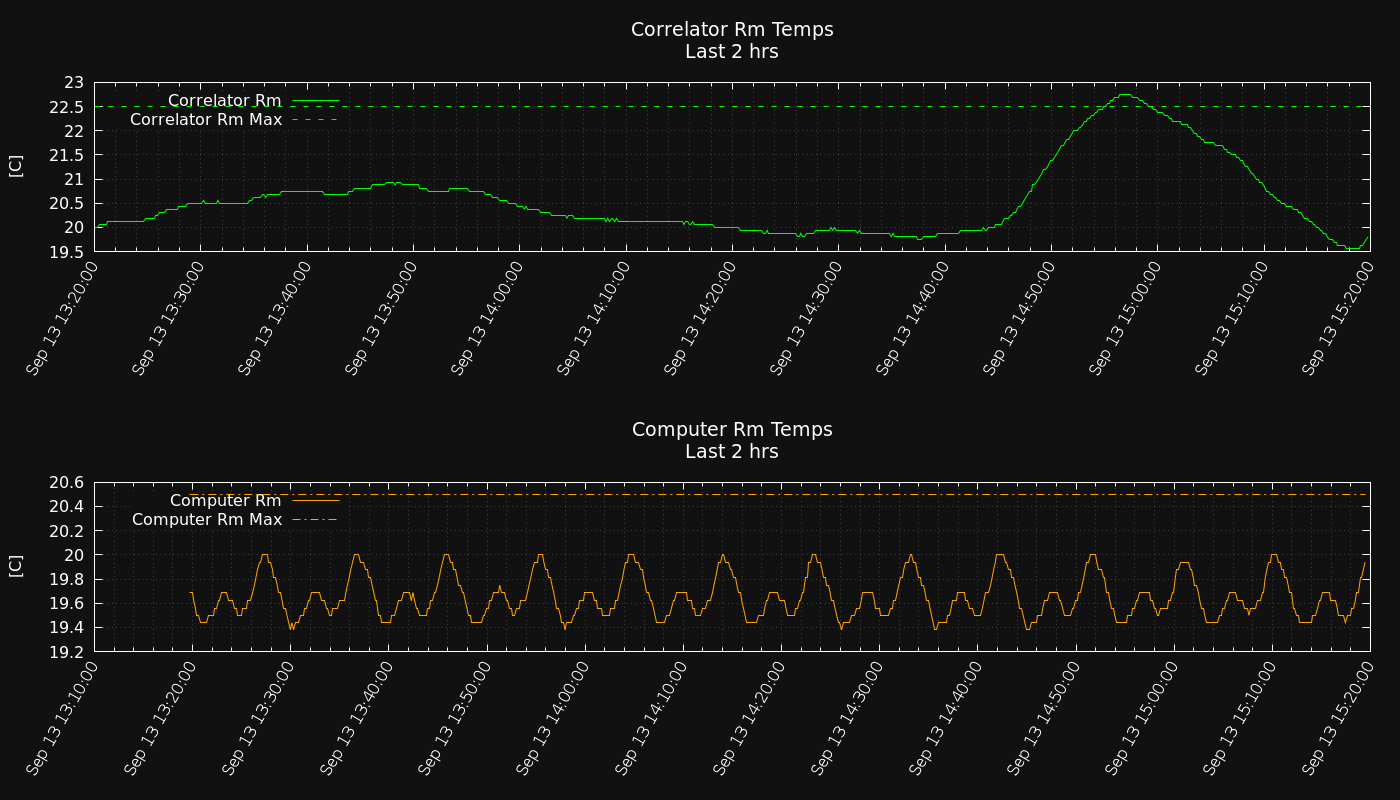 Correlator Rm Temps
Last 2 hrs
[C]
23
22.5
22
21.5
21
20.5
20
19.5
Correlator Rm
Correlator Rm Max
Sep 13 13:20:00
Sep 13 13:30:00
Sep 13 13:40:00
Sep 13 13:50:00
Sep 13 14:00:00
Sep 13 14:10:00
Sep 13 14:20:00
Sep 13 14:30:00
Sep 13 14:40:00
Sep 13 14:50:00
Sep 13 15:00:00
Sep 13 15:10:00
Sep 13 15:20:00
Computer Rm Temps
Last 2 hrs
[C]
20.6
20.4
20.2
20
19.8
19.6
19.4
19.2
Computer Rm
Computer Rm Max
Sep 13 13:10:00
Sep 13 13:20:00
Sep 13 13:30:00
Sep 13 13:40:00
Sep 13 13:50:00
Sep 13 14:00:00
Sep 13 14:10:00
Sep 13 14:20:00
Sep 13 14:30:00
Sep 13 14:40:00
Sep 13 14:50:00
Sep 13 15:00:00
Sep 13 15:10:00
Sep 13 15:20:00